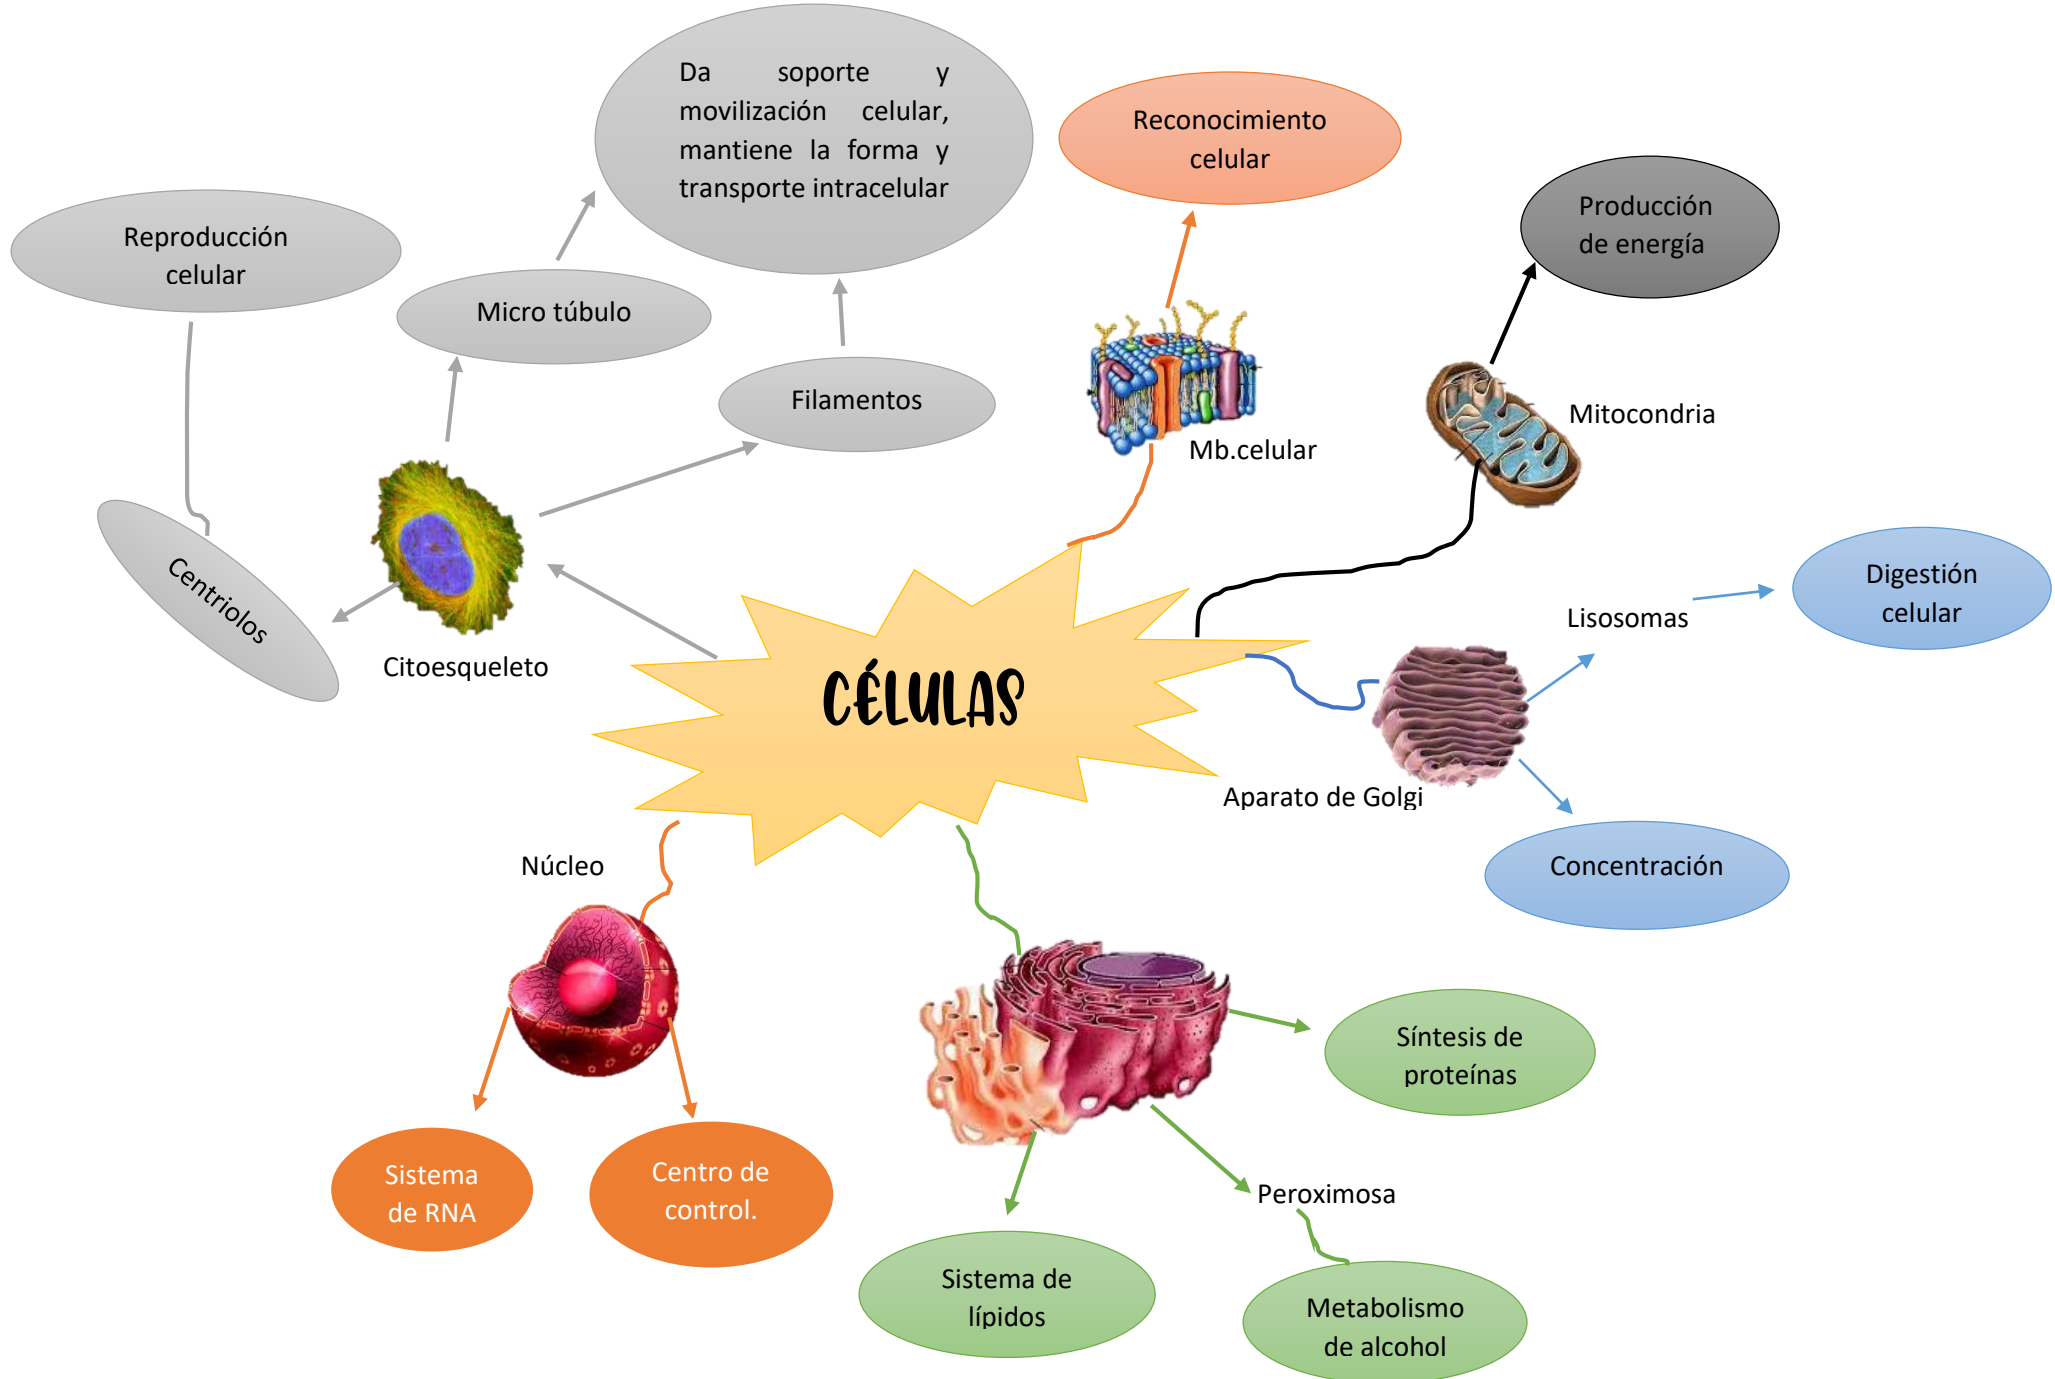 Da soporte y
movilización celular,
mantiene la forma y
transporte intracelular
Reconocimiento
celular
Producción
de energía
Reproducción
celular
Micro túbulo
Filamentos
Mitocondria
Mb.celular
Centriolos
Citoesqueleto
Digestión
celular
Lisosomas
CÉLULAS
Aparato de Golgi
Concentración
Núcleo
Síntesis de
proteínas
Sistema
de RNA
Centro de
control.
Peroximosa
Sistema de
lípidos
Metabolismo
de alcohol